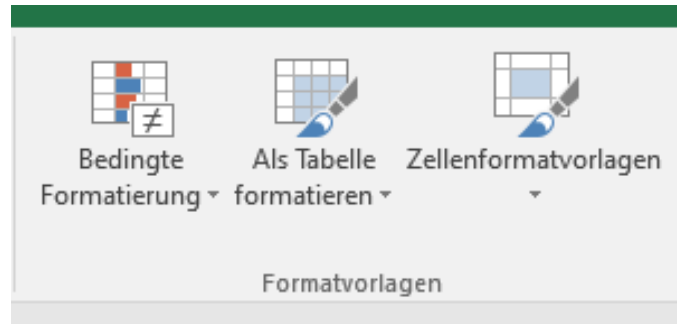 Bedingte
Formatierung
Als Tabelle
formatieren
Zellenformatvorlagen
Formatvorlagen